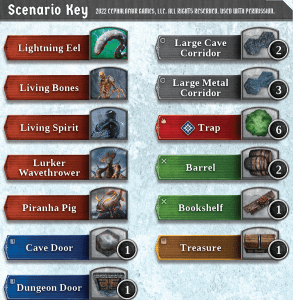 Scenario Key 2022 CEPHALOFAIR GAMES, LLC. ALL RIGHTS RESERVED. USED WITH PERMISSION.
Lightning Eel
Living Bones
Living Spirit
Lurker
Wavethrower
Piranha Pig
Cave Door 1
Dungeon Door 1
Large Cave
Corridor 2
Large Metal
Corridor 3
Trap 6
Barrel 2
Bookshelf 1
Treasure 1